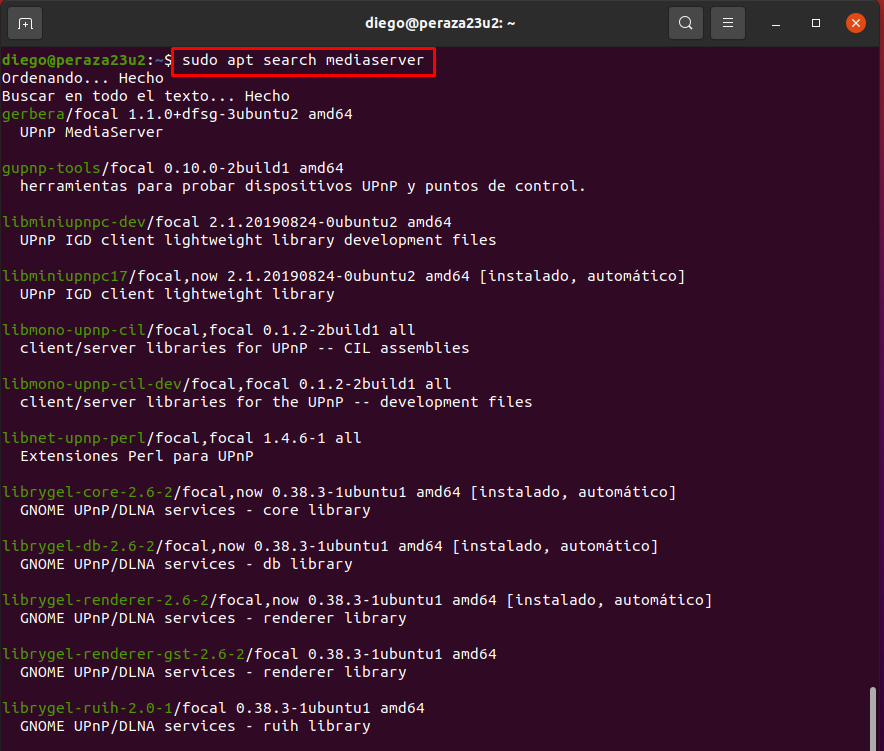 diego@peraza23u2: ~
diego@peraza23u2:~$ sudo apt search mediaserver
Ordenando... Hecho
Buscar en todo el texto... Hecho
gerbera/focal 1.1.0+dfsg-3ubuntu2 amd64
  UPnP MediaServer

gupnp-tools/focal 0.10.0-2build1 amd64
  herramientas para probar dispositivos UPnP y puntos de control.

libminiupnpc-dev/focal 2.1.20190824-0ubuntu2 amd64
  UPnP IGD client lightweight library development files

libminiupnpc17/focal,now 2.1.20190824-0ubuntu2 amd64 [instalado, automático]
  UPnP IGD client lightweight library

libmono-upnp-cil/focal,focal 0.1.2-2build1 all
  client/server libraries for UPnP -- CIL assemblies

libmono-upnp-cil-dev/focal,focal 0.1.2-2build1 all
  client/server libraries for the UPnP -- development files

libnet-upnp-perl/focal,focal 1.4.6-1 all
  Extensiones Perl para UPnP

librygel-core-2.6-2/focal,now 0.38.3-1ubuntu1 amd64 [instalado, automático]
  GNOME UPnP/DLNA services - core library

librygel-db-2.6-2/focal,now 0.38.3-1ubuntu1 amd64 [instalado, automático]
  GNOME UPnP/DLNA services - db library

librygel-renderer-2.6-2/focal,now 0.38.3-1ubuntu1 amd64 [instalado, automático]
  GNOME UPnP/DLNA services - renderer library

librygel-renderer-gst-2.6-2/focal 0.38.3-1ubuntu1 amd64
  GNOME UPnP/DLNA services - renderer library

librygel-ruih-2.0-1/focal 0.38.3-1ubuntu1 amd64
  GNOME UPnP/DLNA services - ruih library